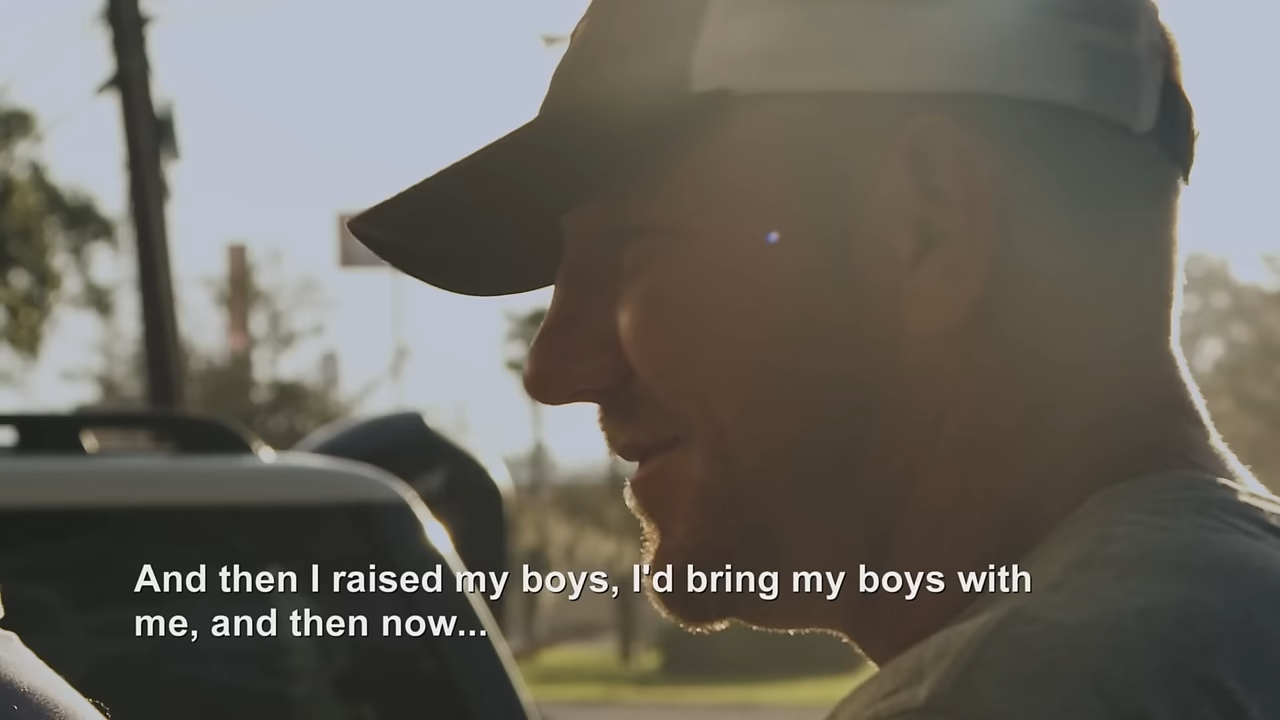 And then I raised my boys, I'd bring my boys with
me, and then now...